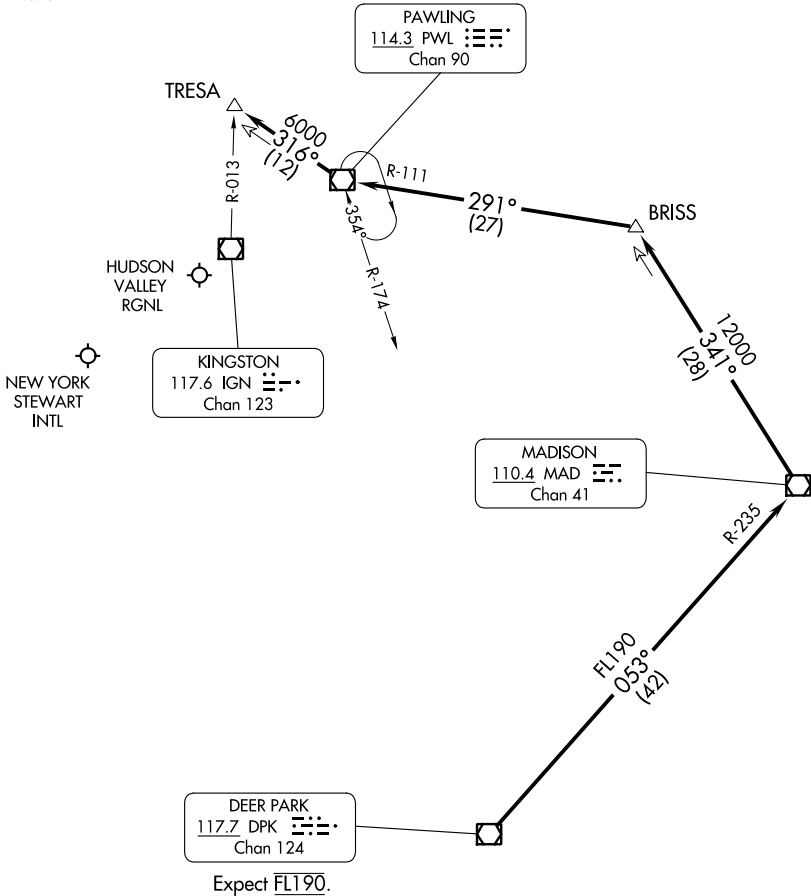 PAWLING
114.3 PWL
Chan 90
TRESA
6000
316°
(12)
R-111
R-013
354°
291°
(27)
BRISS
R-174
HUDSON
VALLEY
RGNL
12000
341°
(28)
KINGSTON
117.6 IGN
Chan 123
NEW YORK
STEWART
INTL
MADISON
110.4 MAD
Chan 41
R-235
FL190
053°
(42)
DEER PARK
117.7 DPK
Chan 124
Expect FL190.